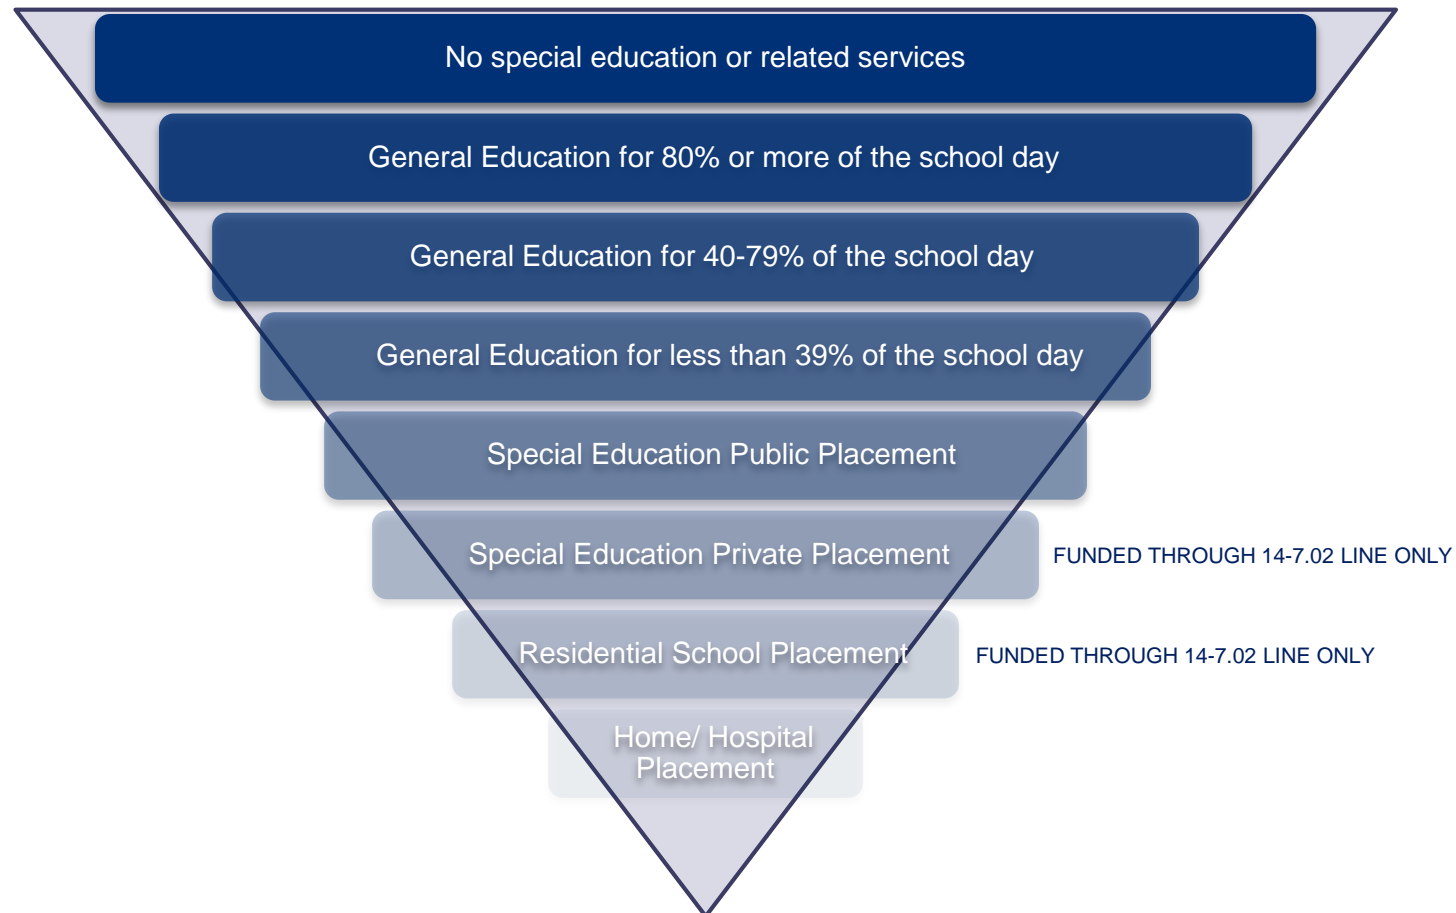 No special education or related services
General Education for 80% or more of the school day
General Education for 40-79% of the school day
General Education for less than 39% of the school day
Special Education Public Placement
Special Education Private Placement
FUNDED THROUGH 14-7.02 LINE ONLY
Residential School Placement
FUNDED THROUGH 14-7.02 LINE ONLY
Home/ Hospital
Placement